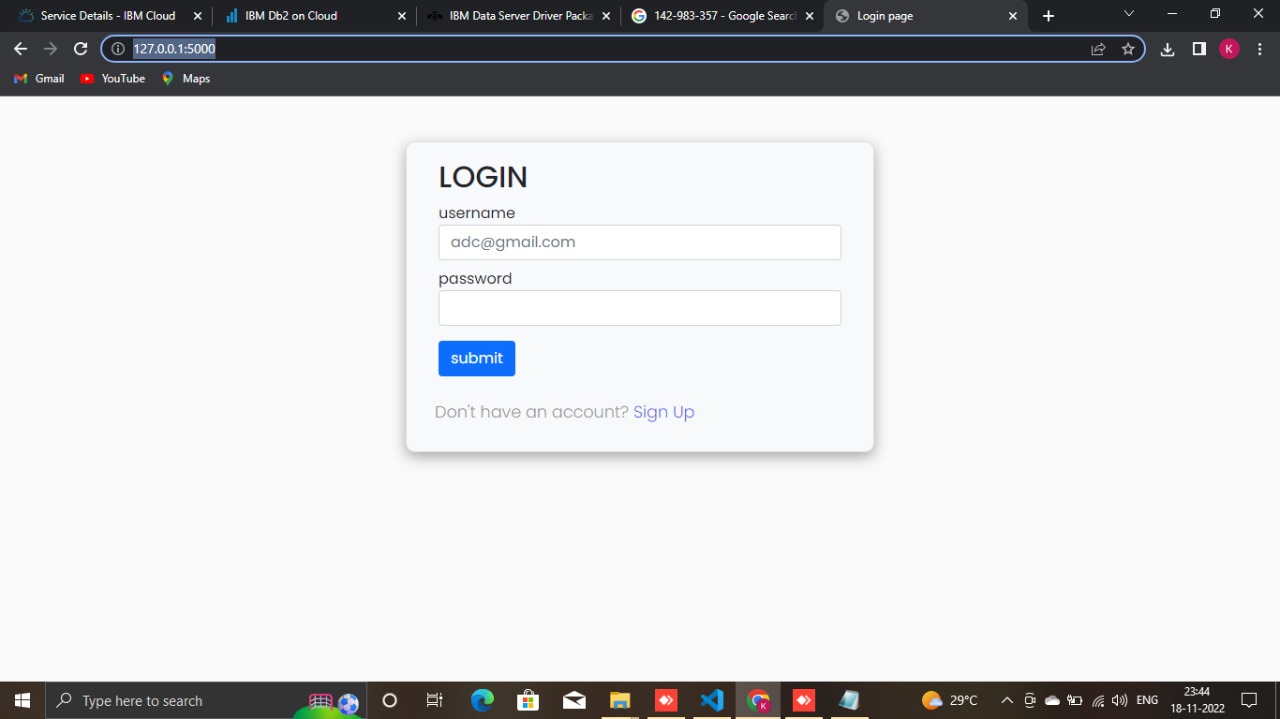 Service Details - IBM Cloud
IBM Db2 on Cloud
IBM Data Server Driver Packa
142-983-357 - Google Search
Login page
127.0.0.1:5000
K
Gmail
YouTube
Maps
LOGIN
username
adc@gmail.com
password
submit
Don't have an account? Sign Up
Type here to search
29°C
ENG
23:44
18-11-2022